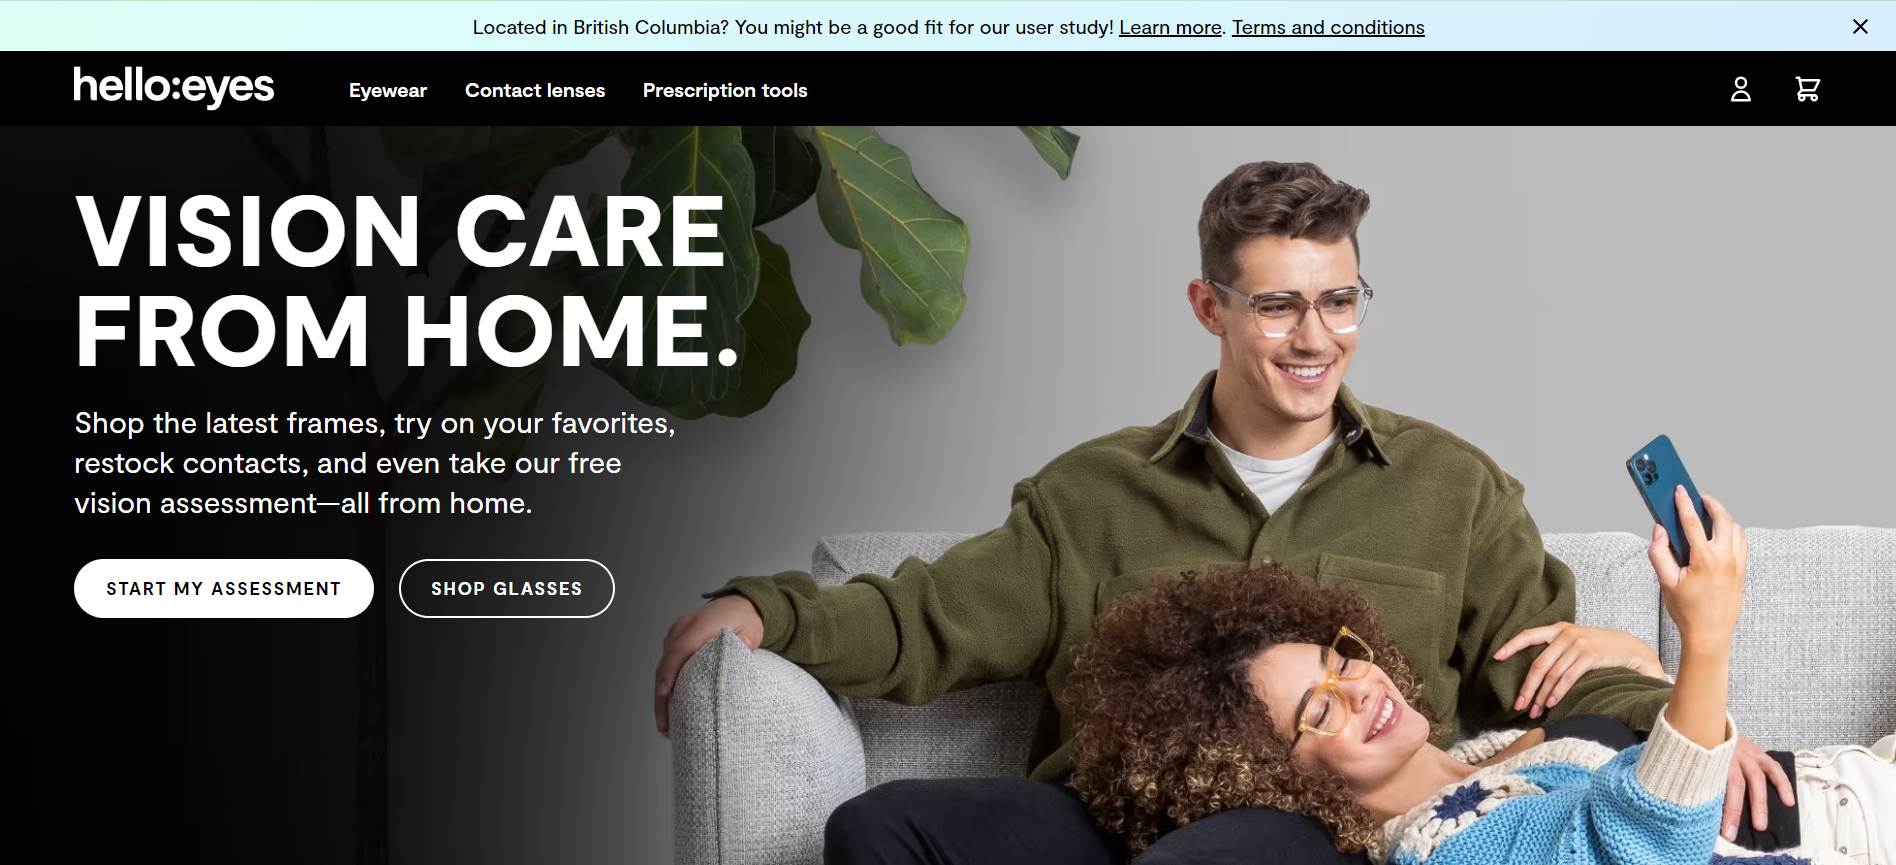 Located in British Columbia? You might be a good fit for our user study! Learn more. Terms and conditions
hello:eyes
Eyewear
Contact lenses
Prescription tools
VISION CARE
FROM HOME.
Shop the latest frames, try on your favorites,
restock contacts, and even take our free
vision assessment—all from home.
START MY ASSESSMENT
SHOP GLASSES